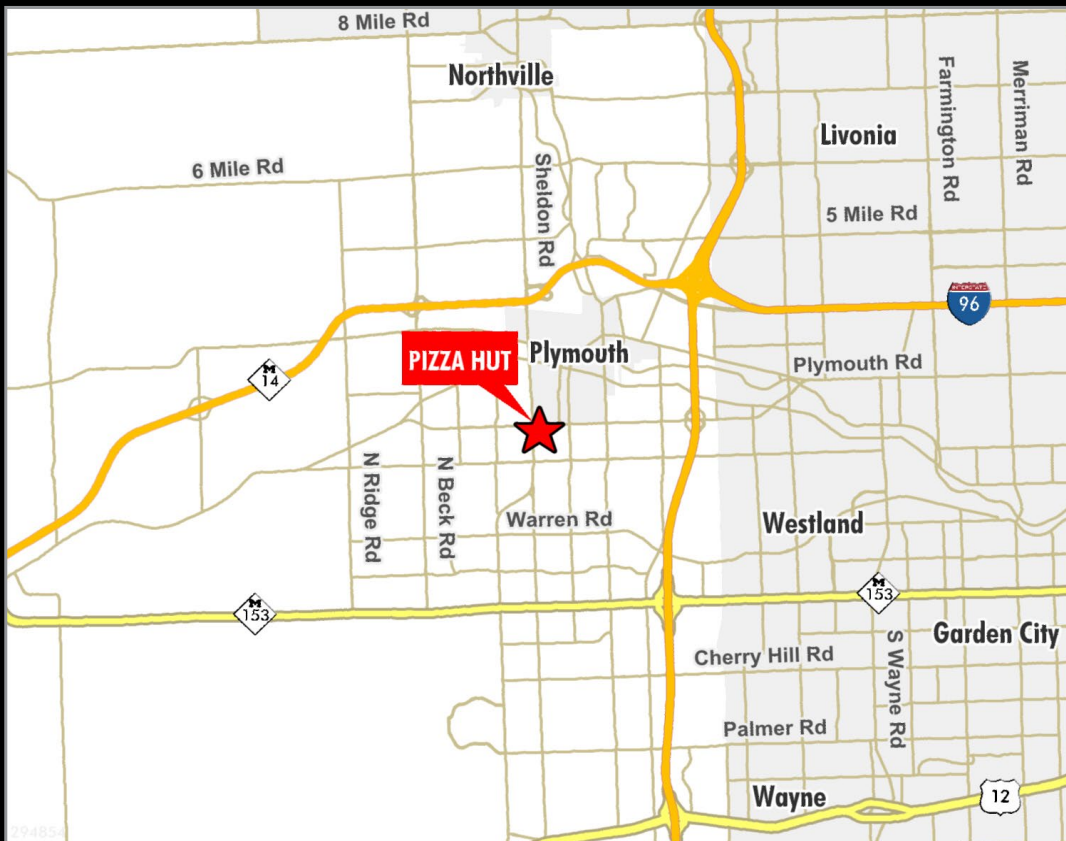 8 Mile Rd
Northville
Farmington Rd
Merriman Rd
Livonia
6 Mile Rd
Sheldon Rd
5 Mile Rd
INTERSTATE
96
PIZZA HUT
Plymouth
Plymouth Rd
M
14
N Ridge Rd
N Beck Rd
Warren Rd
Westland
M
153
M
153
Garden City
Cherry Hill Rd
S Wayne Rd
Palmer Rd
Wayne
12
294854